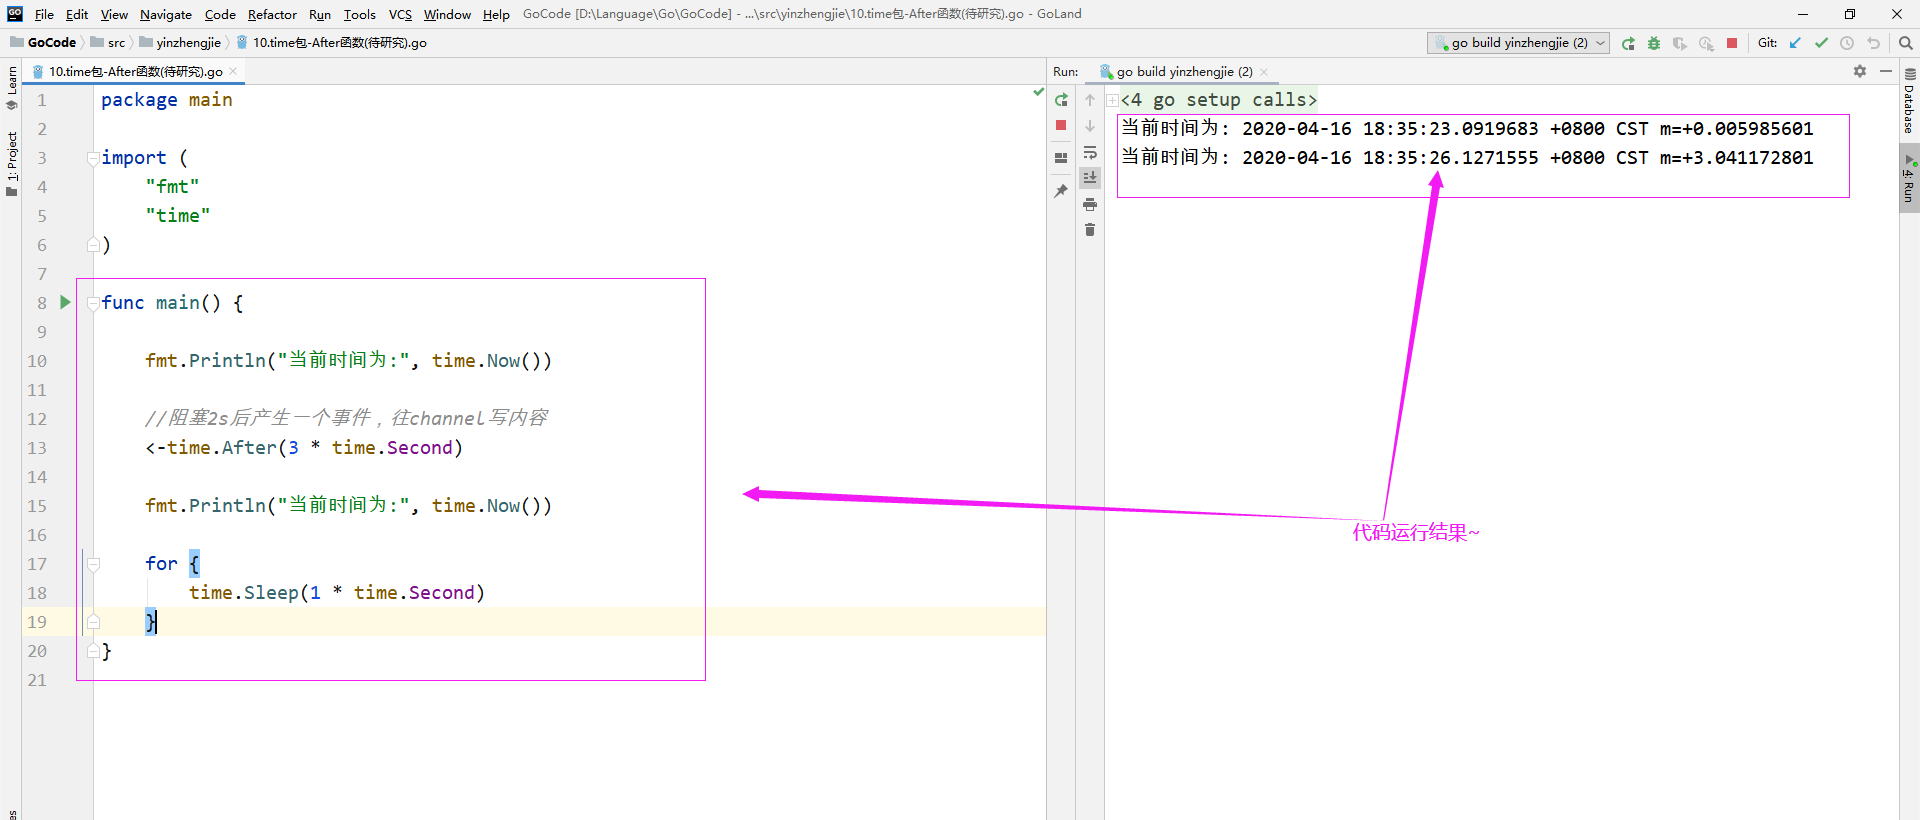 GO File Edit View Navigate Code Refactor Run Tools VCS Window Help GoCode [D:\Language\Go\GoCode] - ...\src\yinzhengjie\10.time包-After函数(待研究).go - GoLand
GoCode src yinzhengjie 10.time包-After函数(待研究).go go build yinzhengjie (2) Git:
Learn
1: Project
10.time包-After函数(待研究).go
1 package main
2
3 import (
4 "fmt"
5 "time"
6 )
7
8 func main() {
9
10 fmt.Println("当前时间为:", time.Now())
11
12 //阻塞2s后产生一个事件，往channel写内容
13 <-time.After(3 * time.Second)
14
15 fmt.Println("当前时间为:", time.Now())
16
17 for {
18 time.Sleep(1 * time.Second)
19 }
20 }
21
Run: go build yinzhengjie (2)
<4 go setup calls>
当前时间为: 2020-04-16 18:35:23.0919683 +0800 CST m=+0.005985601
当前时间为: 2020-04-16 18:35:26.1271555 +0800 CST m=+3.041172801
代码运行结果~
Database
4: Run